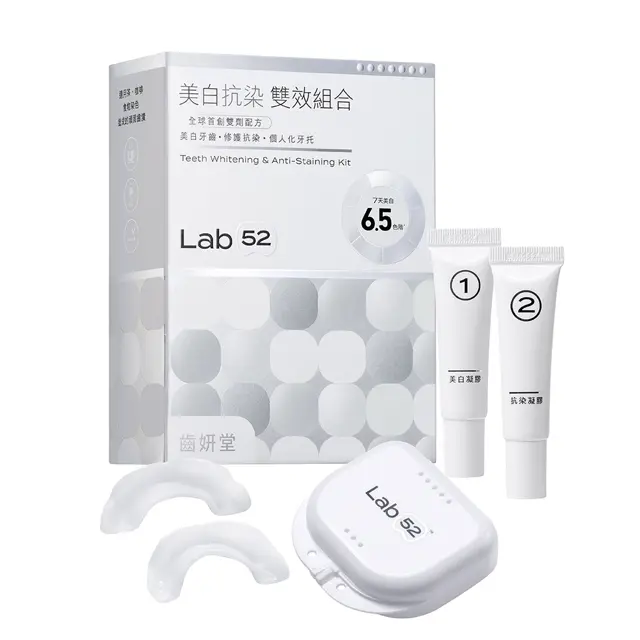 美白抗染 雙效組合
全球首創雙劑配方
美白牙齒・修護抗染・個人化牙托
Teeth Whitening & Anti-Staining Kit
7天美白
6.5 色階
Lab 52
齒妍堂
1
美白凝膠
2
抗染凝膠
Lab 52